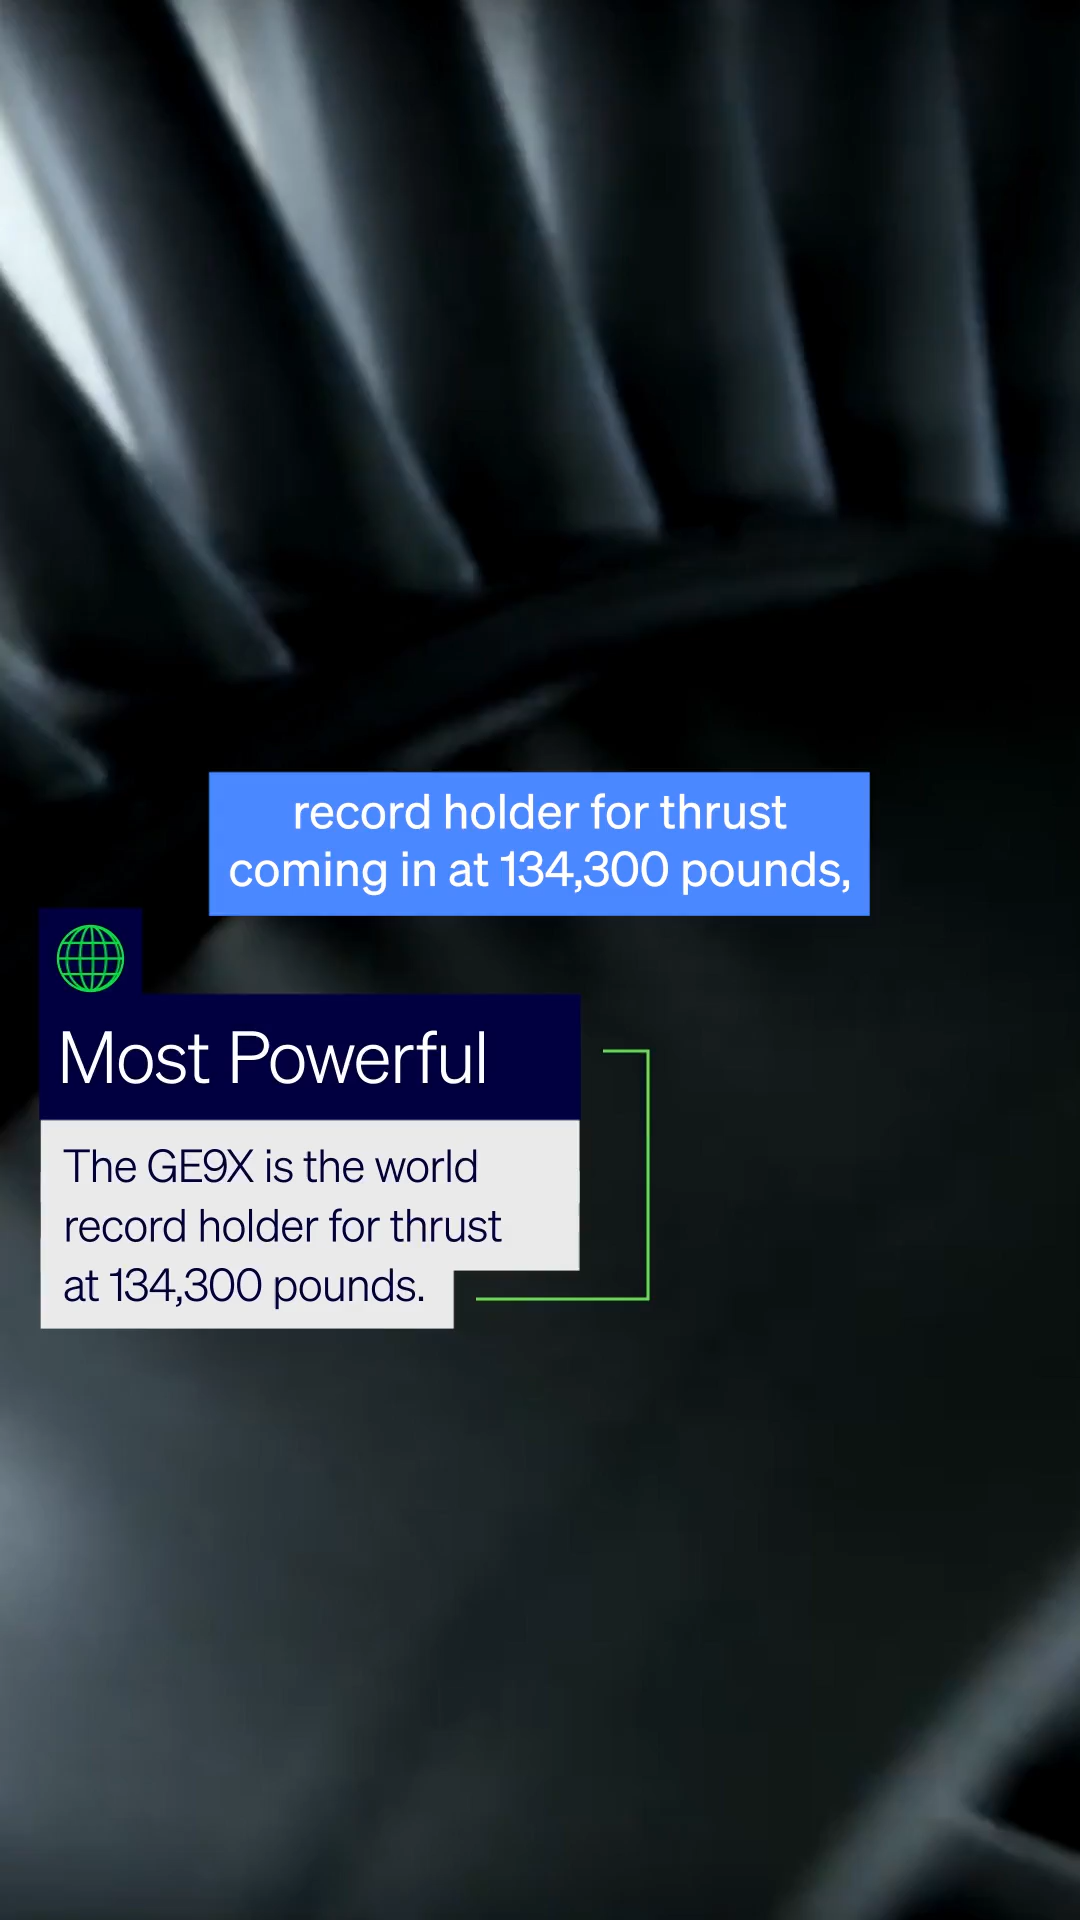 record holder for thrust
coming in at 134,300 pounds,
Most Powerful
The GE9X is the world
record holder for thrust
at 134,300 pounds.